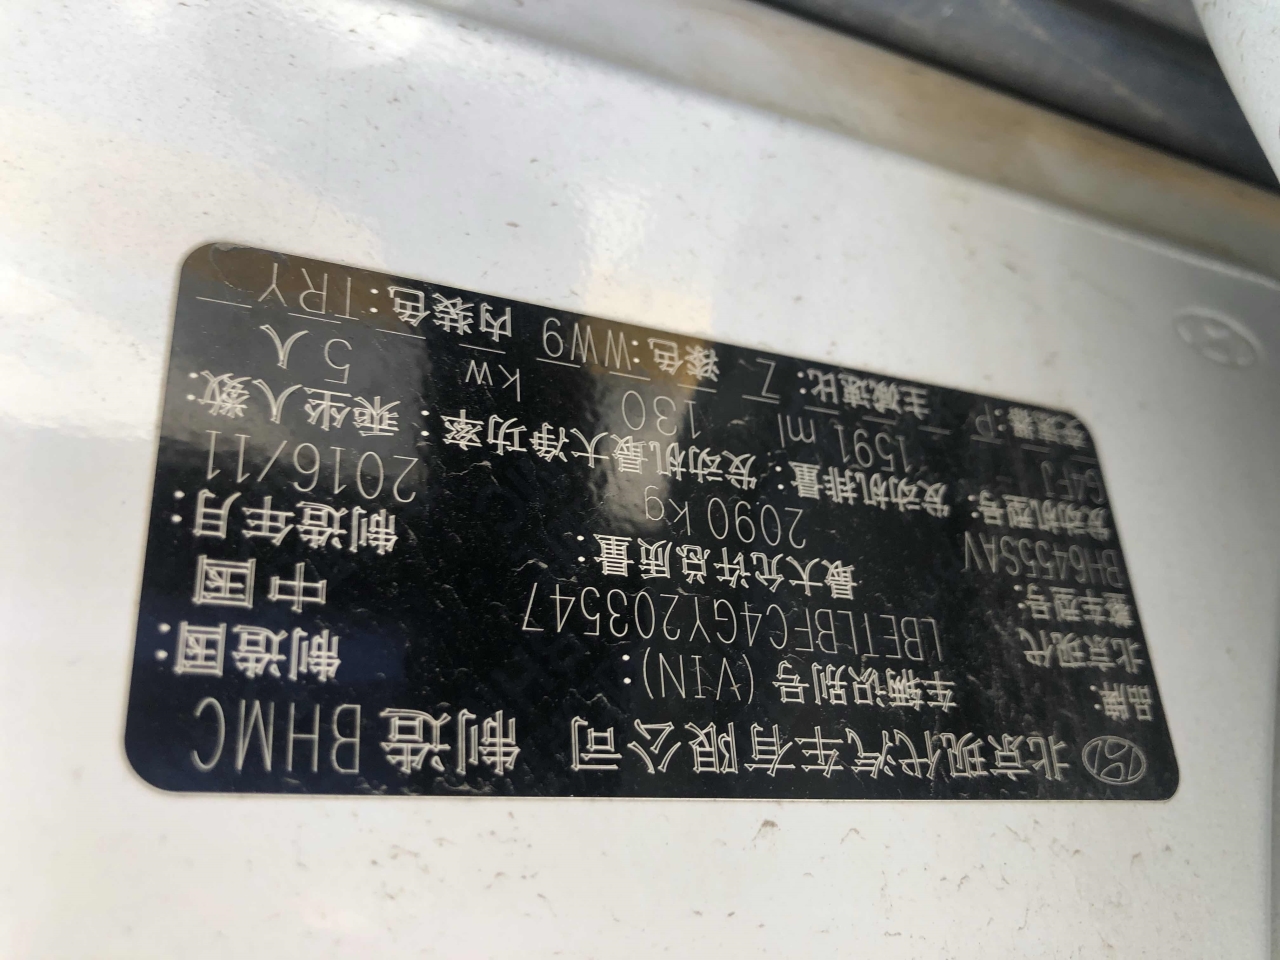 北京现代汽车有限公司 制造 BHMC
品牌: 北京现代 车辆识别号(VIN): LBETLBFC4GY203547 制造国: 中国
整车型号: BH6455SAV 最大允许总质量: 2090 kg 制造年月: 2016/11
发动机型号: G4FJ 发动机排量: 1591 ml 发动机最大净功率: 130 kw 乘坐人数: 5人
变速器: P 主减速比: Z 漆色: WW9 内装色: TRY